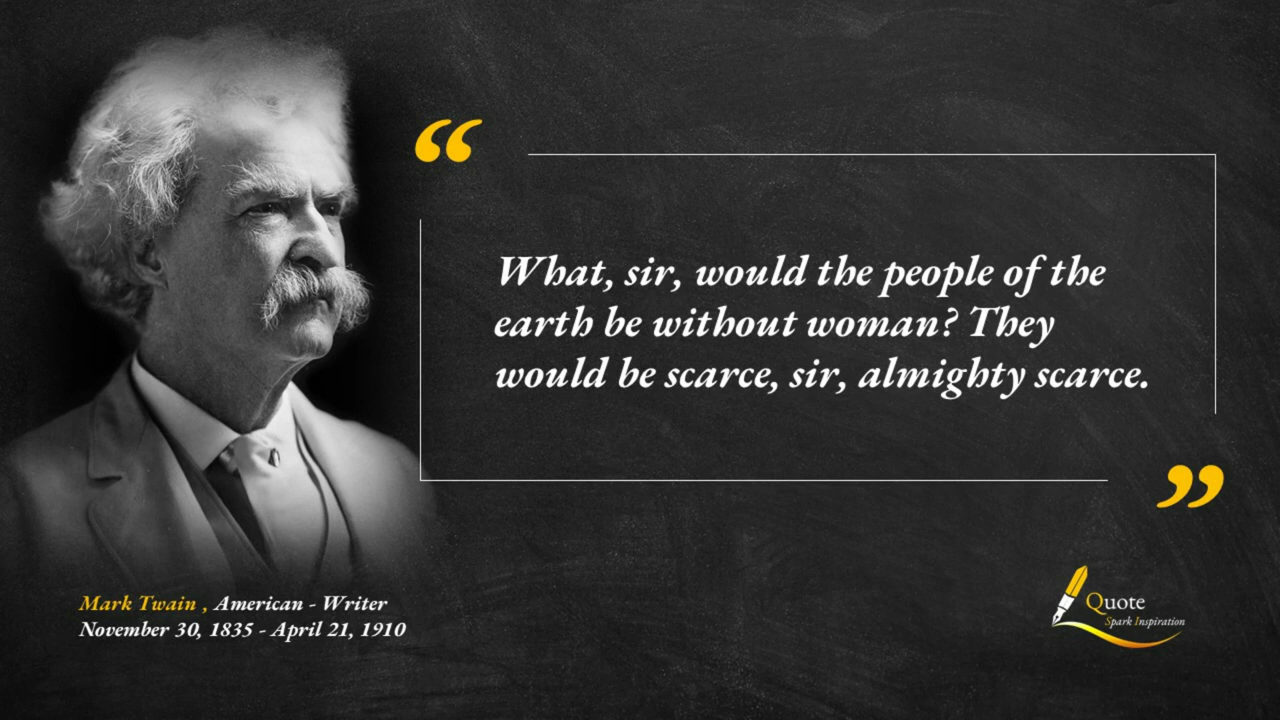 “
What, sir, would the people of the
earth be without woman? They
would be scarce, sir, almighty scarce.
”
Mark Twain , American - Writer
November 30, 1835 - April 21, 1910
Quote
Spark Inspiration